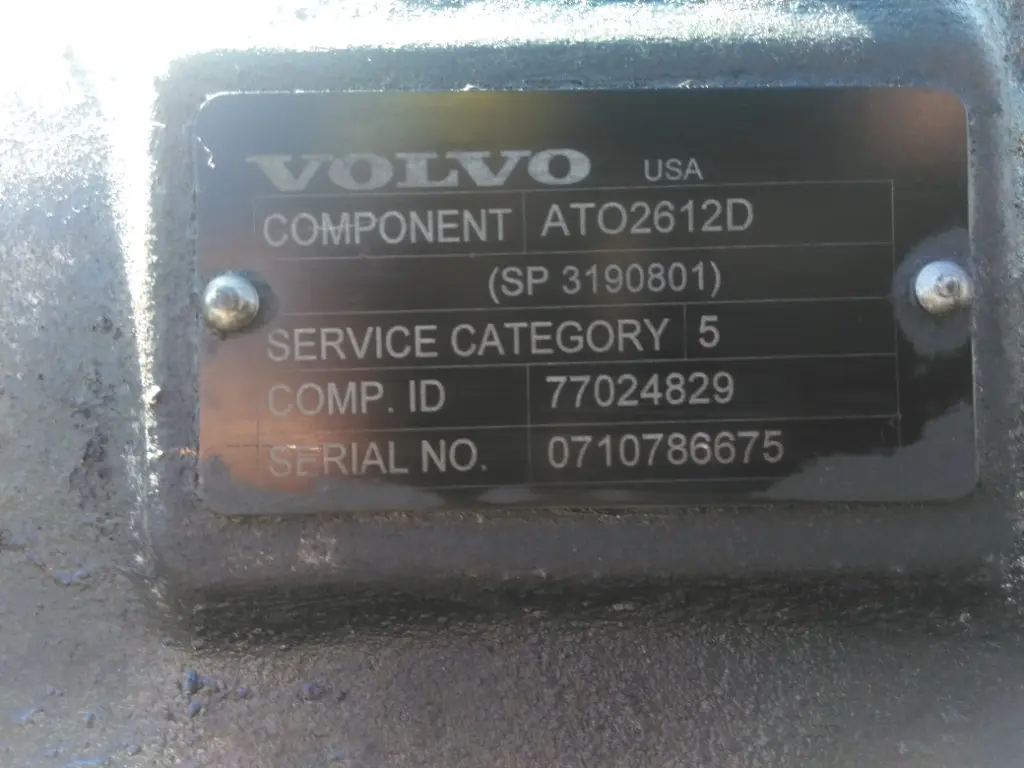 VOLVO USA
COMPONENT ATO2612D
(SP 3190801)
SERVICE CATEGORY 5
COMP. ID 77024829
SERIAL NO. 0710786675